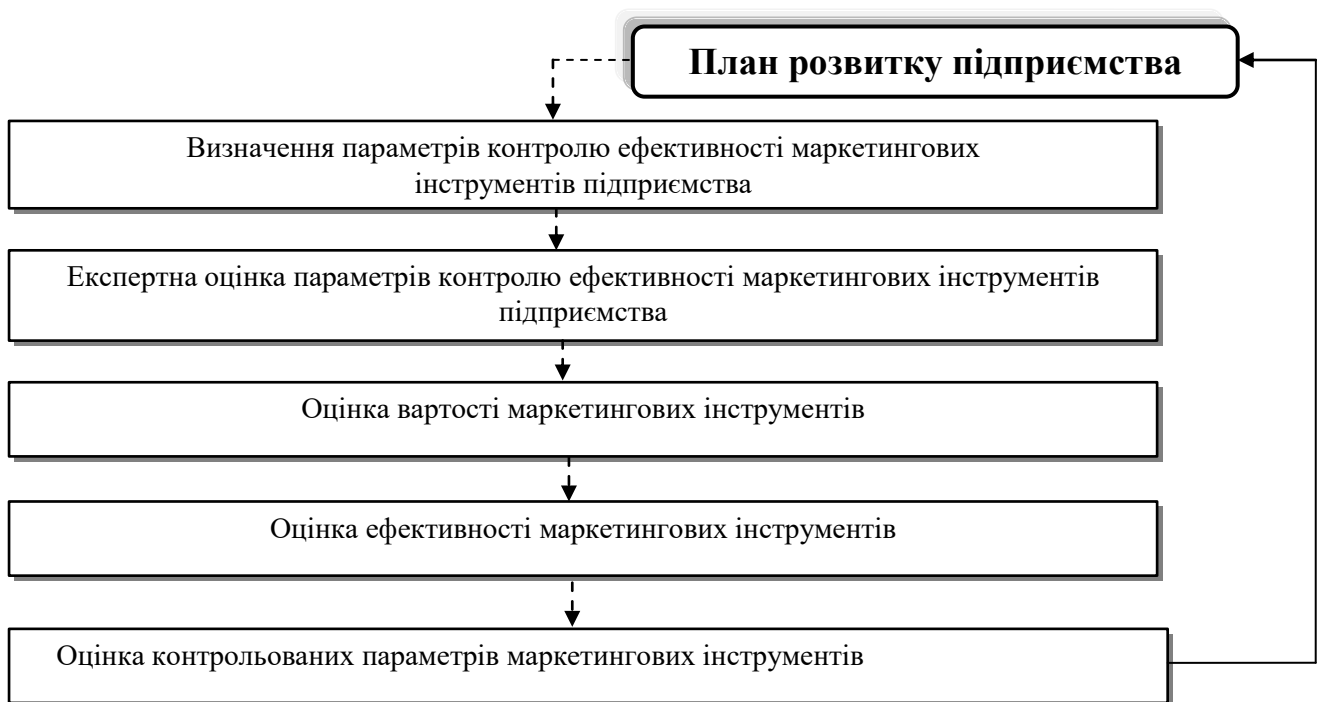 План розвитку підприємства
Визначення параметрів контролю ефективності маркетингових
інструментів підприємства
Експертна оцінка параметрів контролю ефективності маркетингових інструментів
підприємства
Оцінка вартості маркетингових інструментів
Оцінка ефективності маркетингових інструментів
Оцінка контрольованих параметрів маркетингових інструментів